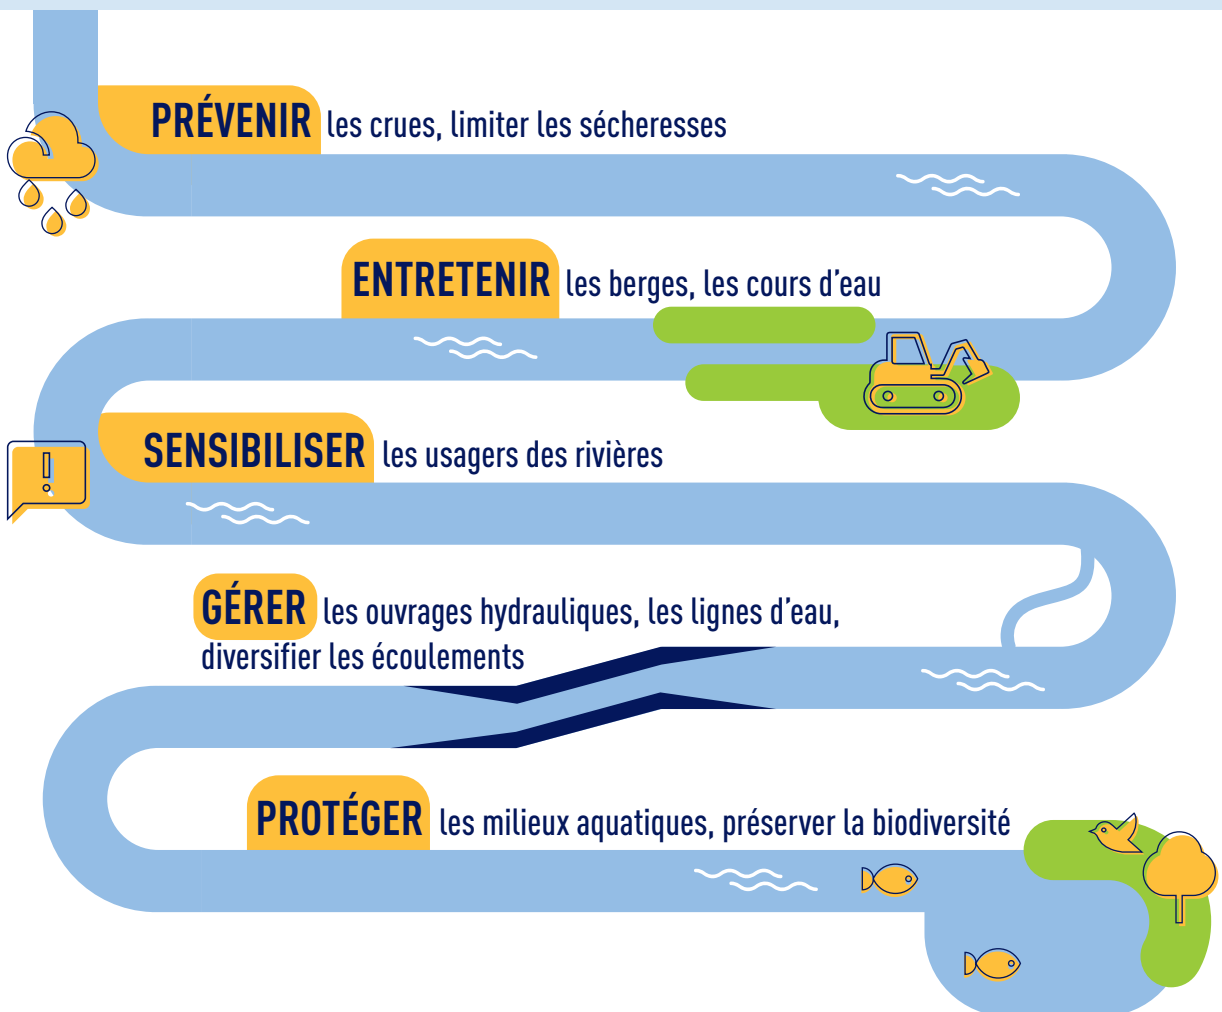 PRÉVENIR les crues, limiter les sécheresses
ENTRETENIR les berges, les cours d’eau
SENSIBILISER les usagers des rivières
GÉRER les ouvrages hydrauliques, les lignes d’eau,
diversifier les écoulements
PROTÉGER les milieux aquatiques, préserver la biodiversité